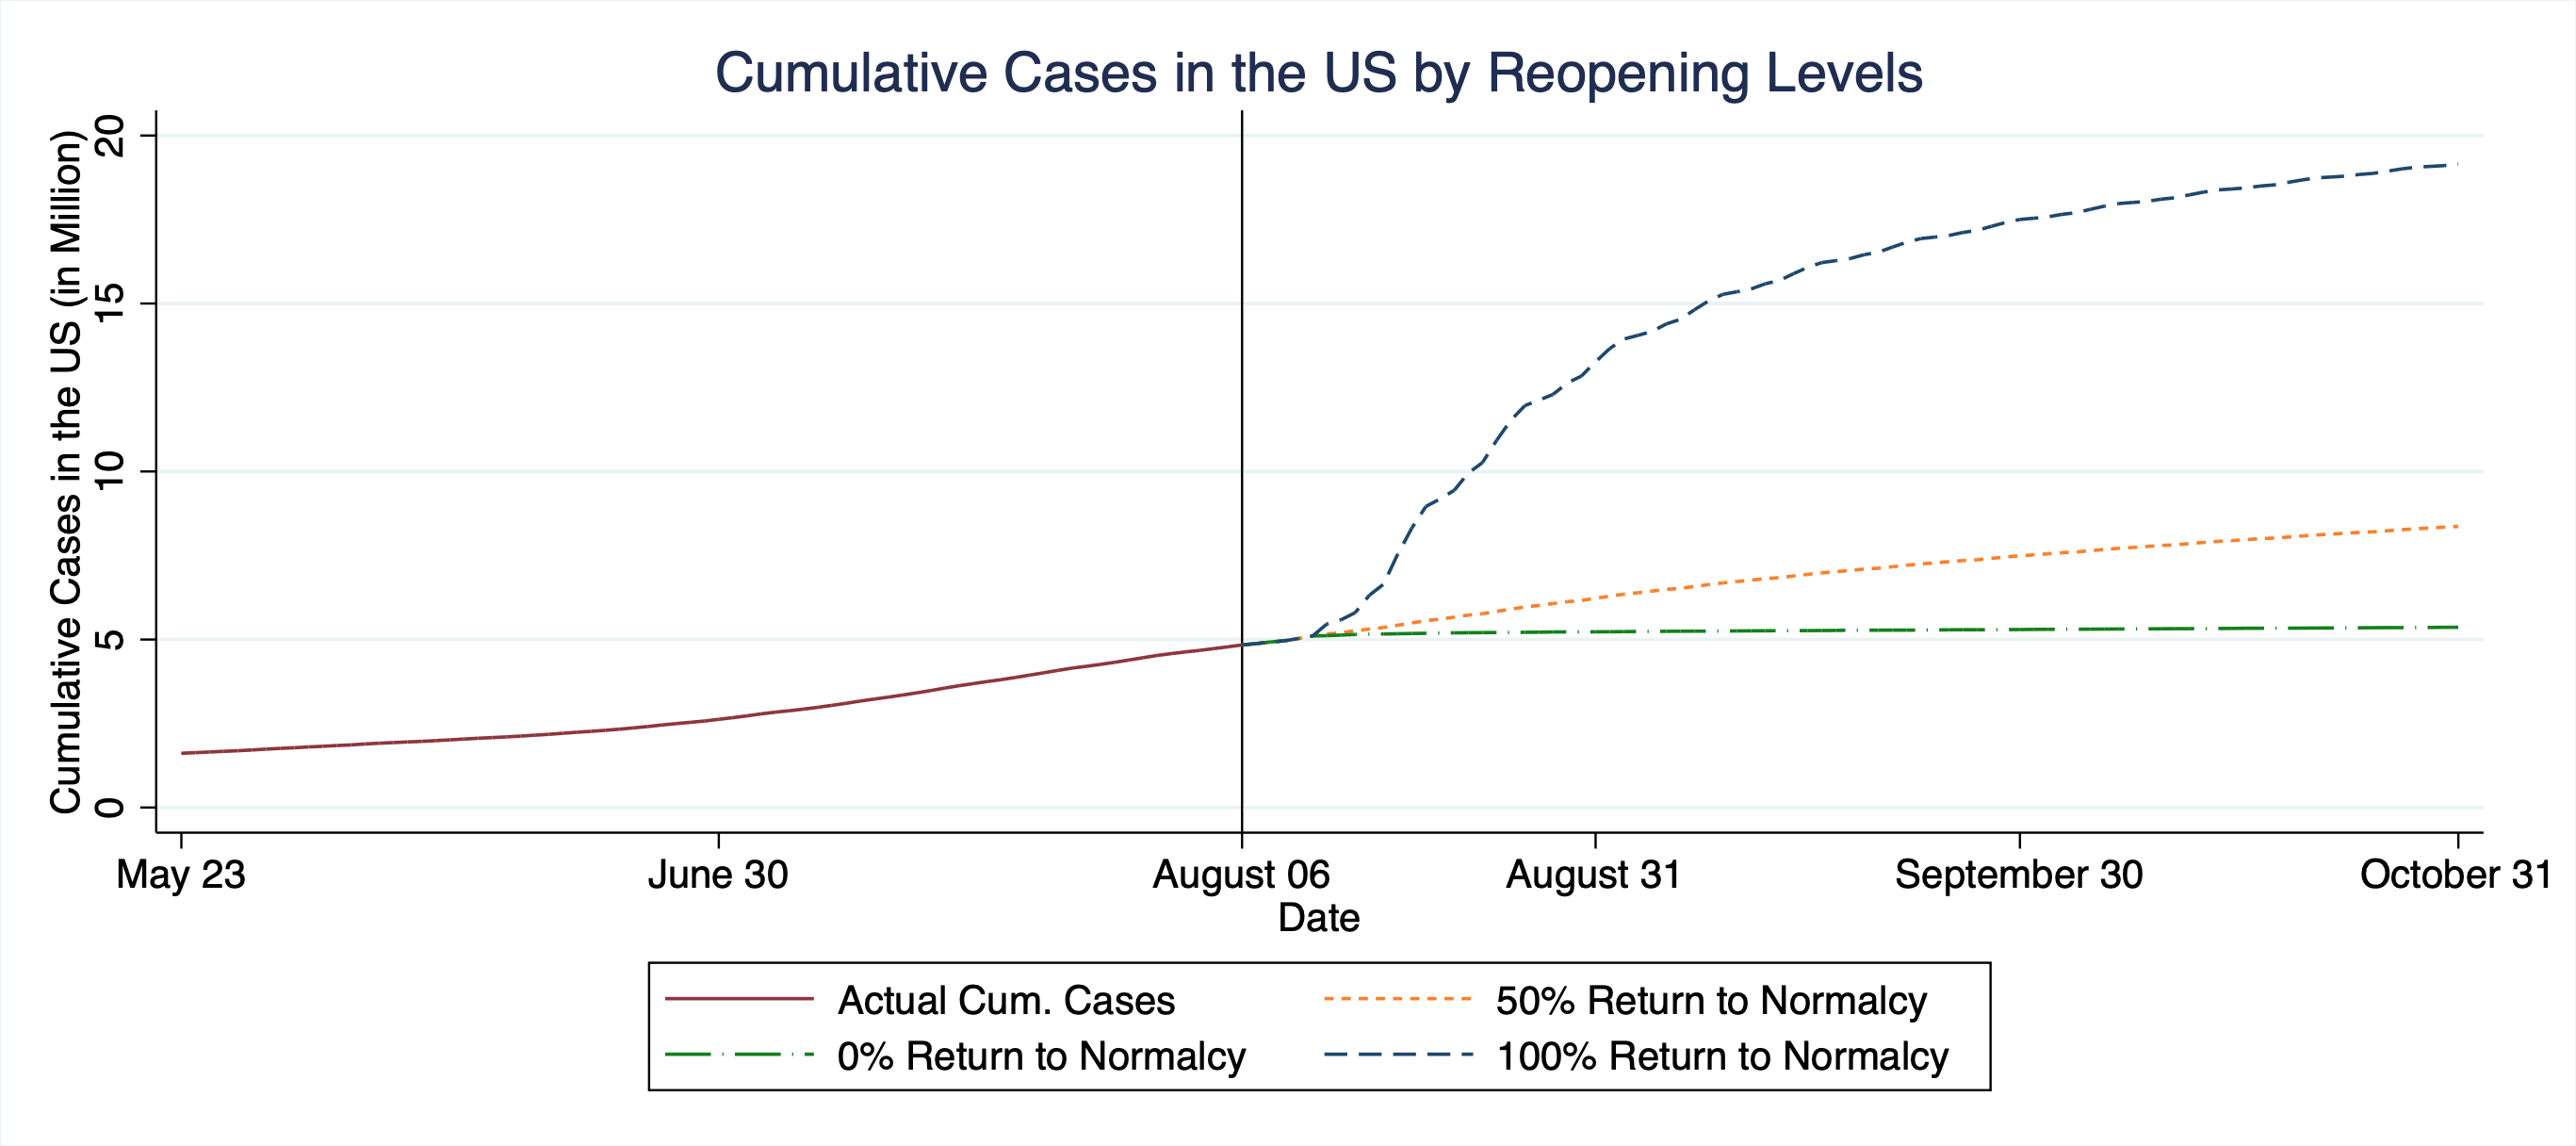 Cumulative Cases in the US by Reopening Levels
Cumulative Cases in the US (in Million)
20
15
10
5
0
May 23
June 30
August 06
August 31
September 30
October 31
Date
Actual Cum. Cases
50% Return to Normalcy
0% Return to Normalcy
100% Return to Normalcy